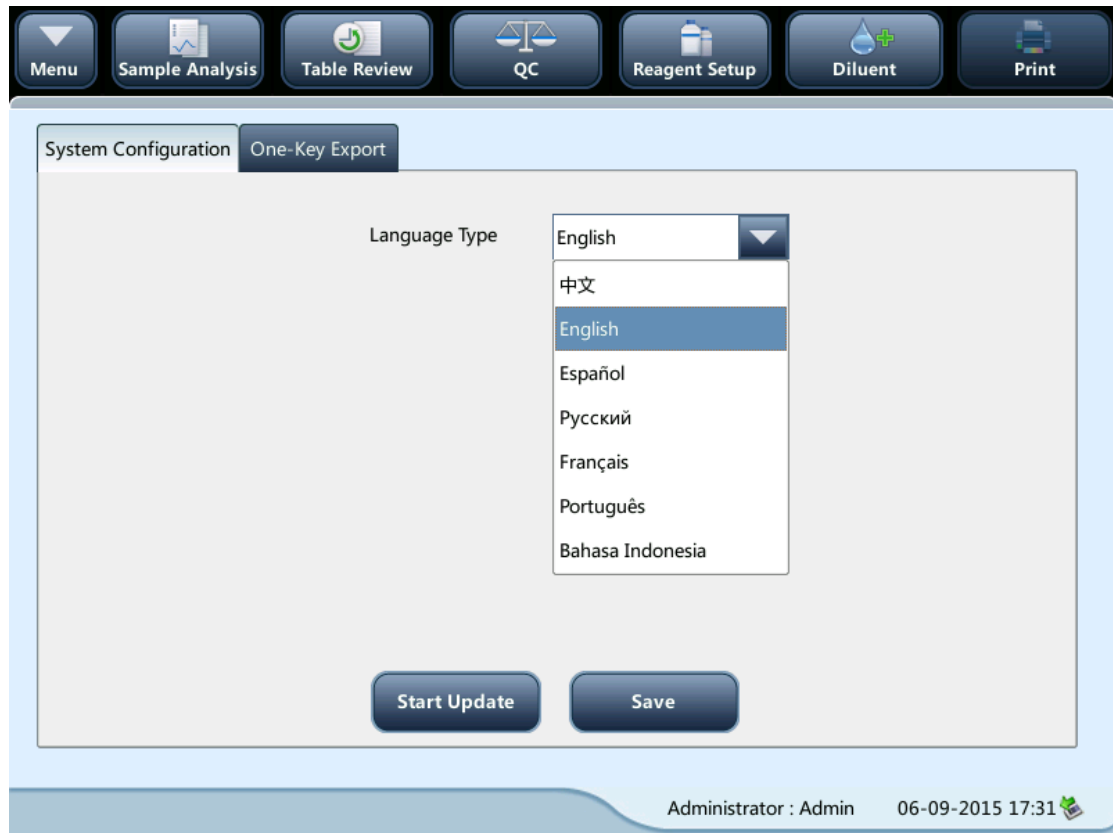 Menu Sample Analysis Table Review QC Reagent Setup Diluent Print
System Configuration One-Key Export
Language Type English
中文
English
Español
Русский
Français
Português
Bahasa Indonesia
Start Update Save
Administrator : Admin 06-09-2015 17:31